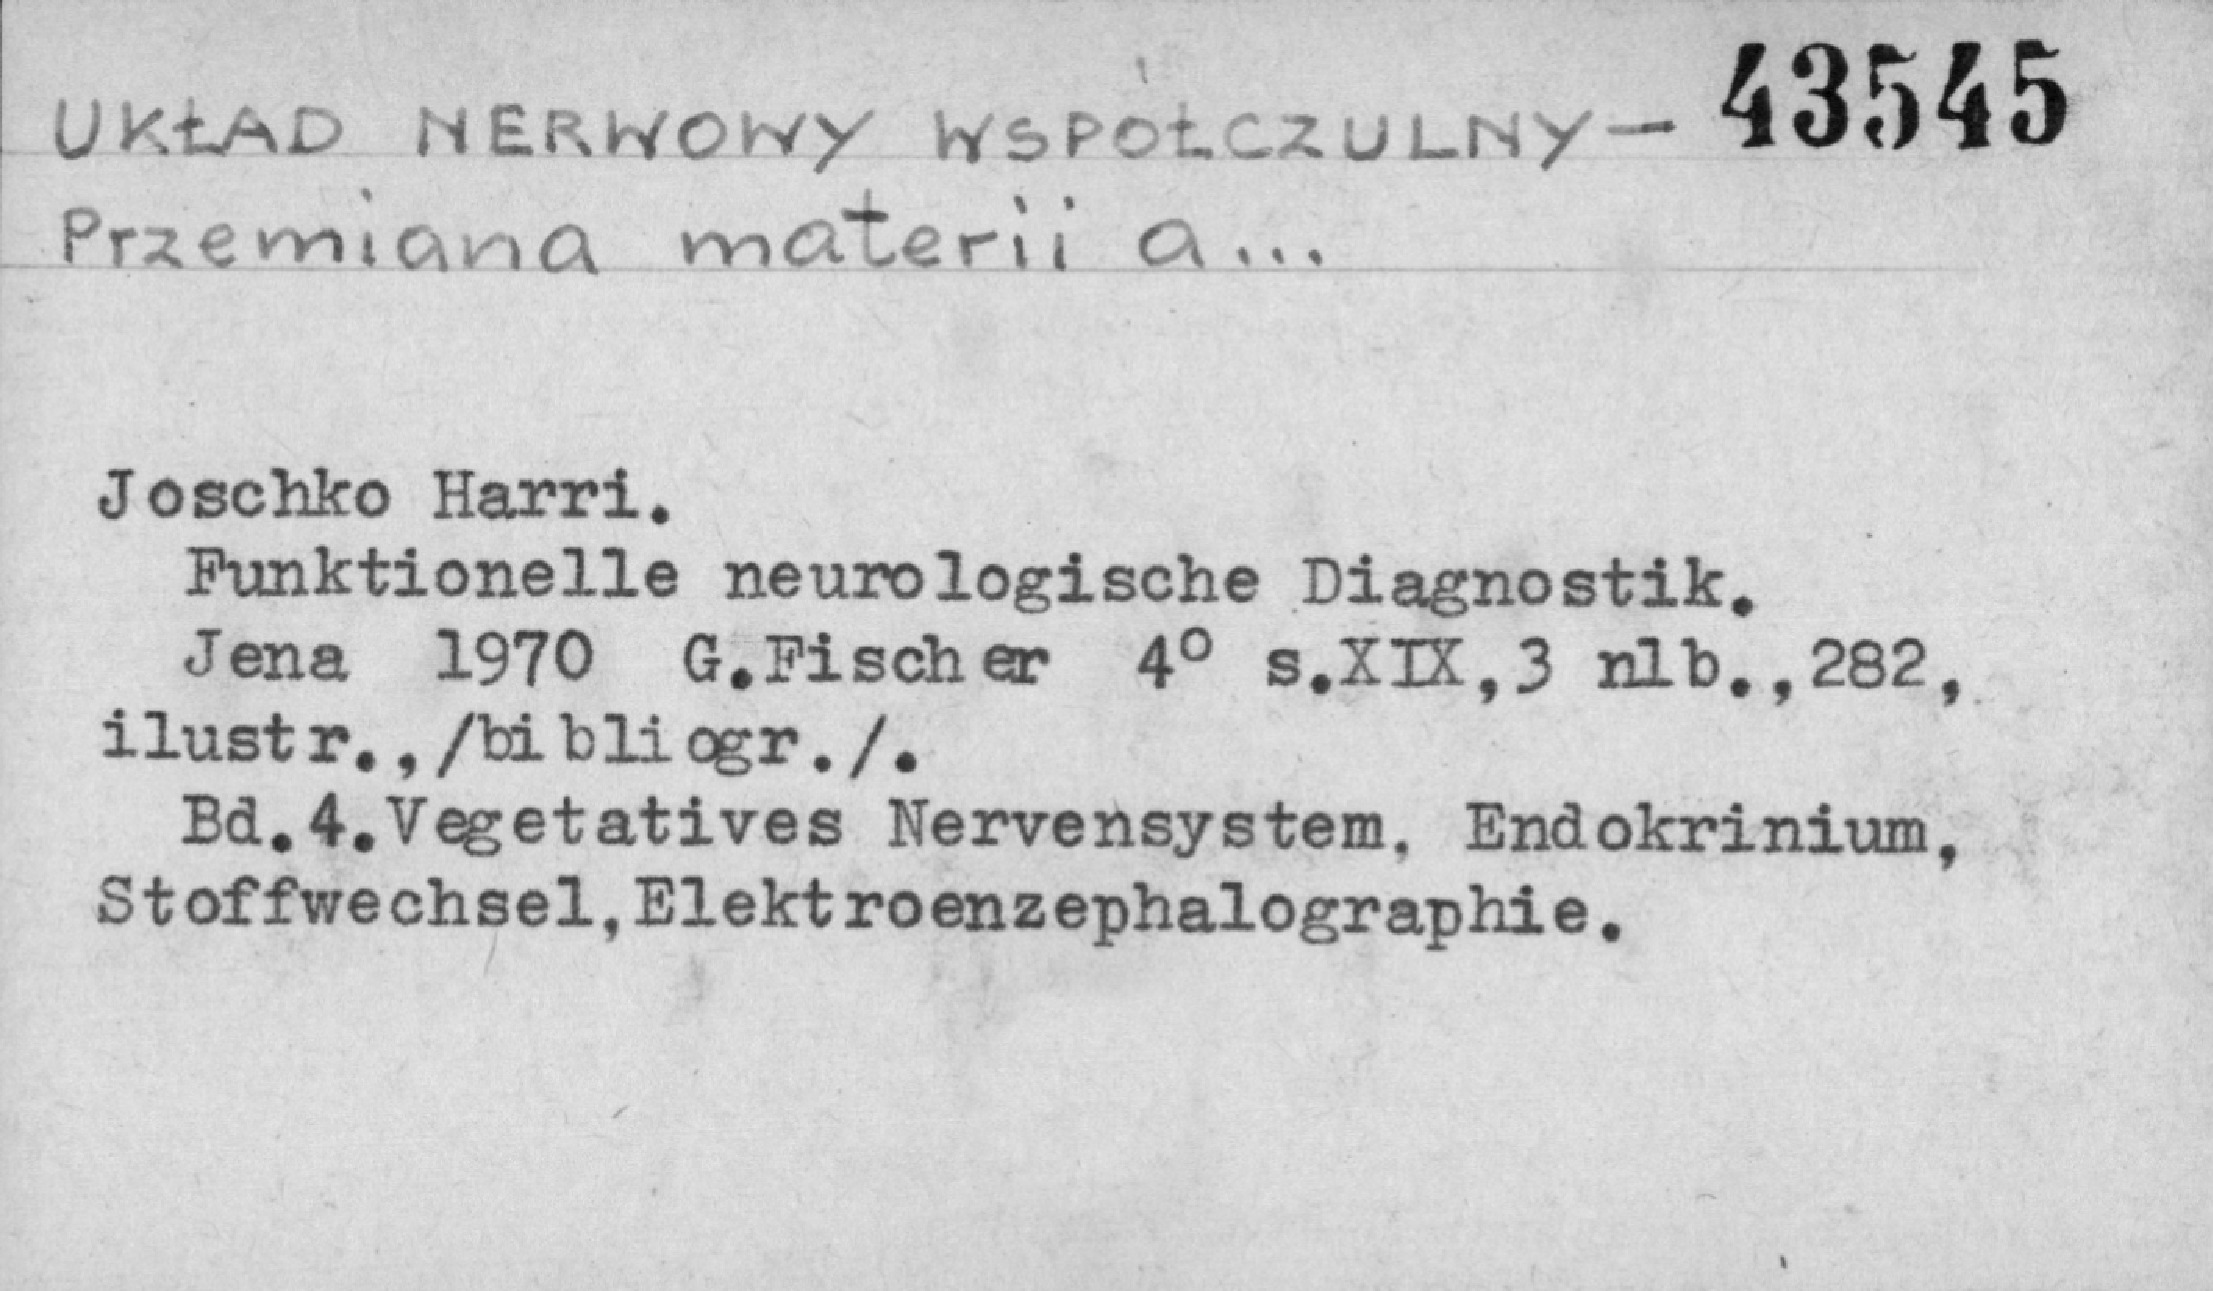 UKŁAD NERWOWY WSPÓŁCZULNY – 43545
Przemiana materii a...
Joschko Harri.
Funktionelle neurologische Diagnostik.
Jena 1970 G.Fischer 4° s.XIX,3 nlb.,282,
ilustr.,/bibliogr./.
Bd.4.Vegetatives Nervensystem, Endokrinium,
Stoffwechsel,Elektroenzephalographie.